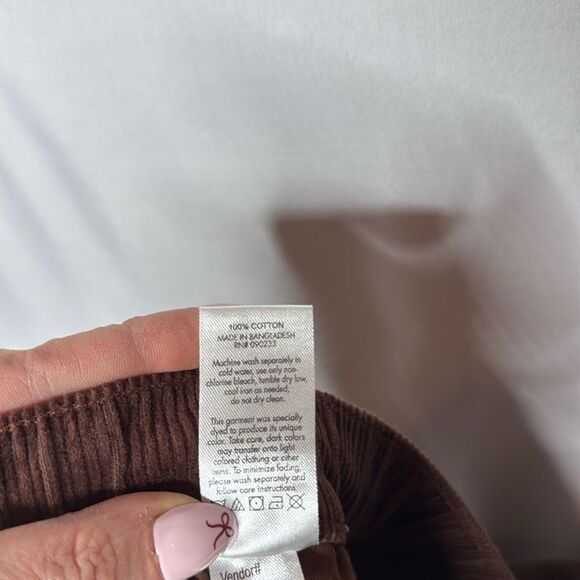 100% COTTON
MADE IN BANGLADESH
RN# 090233
Machine wash separately in
cold water, use only non-
chlorine bleach, tumble dry low,
cool iron as needed,
do not dry clean.
This garment was specially
dyed to produce its unique
color. Take care, dark colors
may transfer onto light
colored clothing or other
items. To minimize fading,
please wash separately and
follow care instructions.
Vendor#